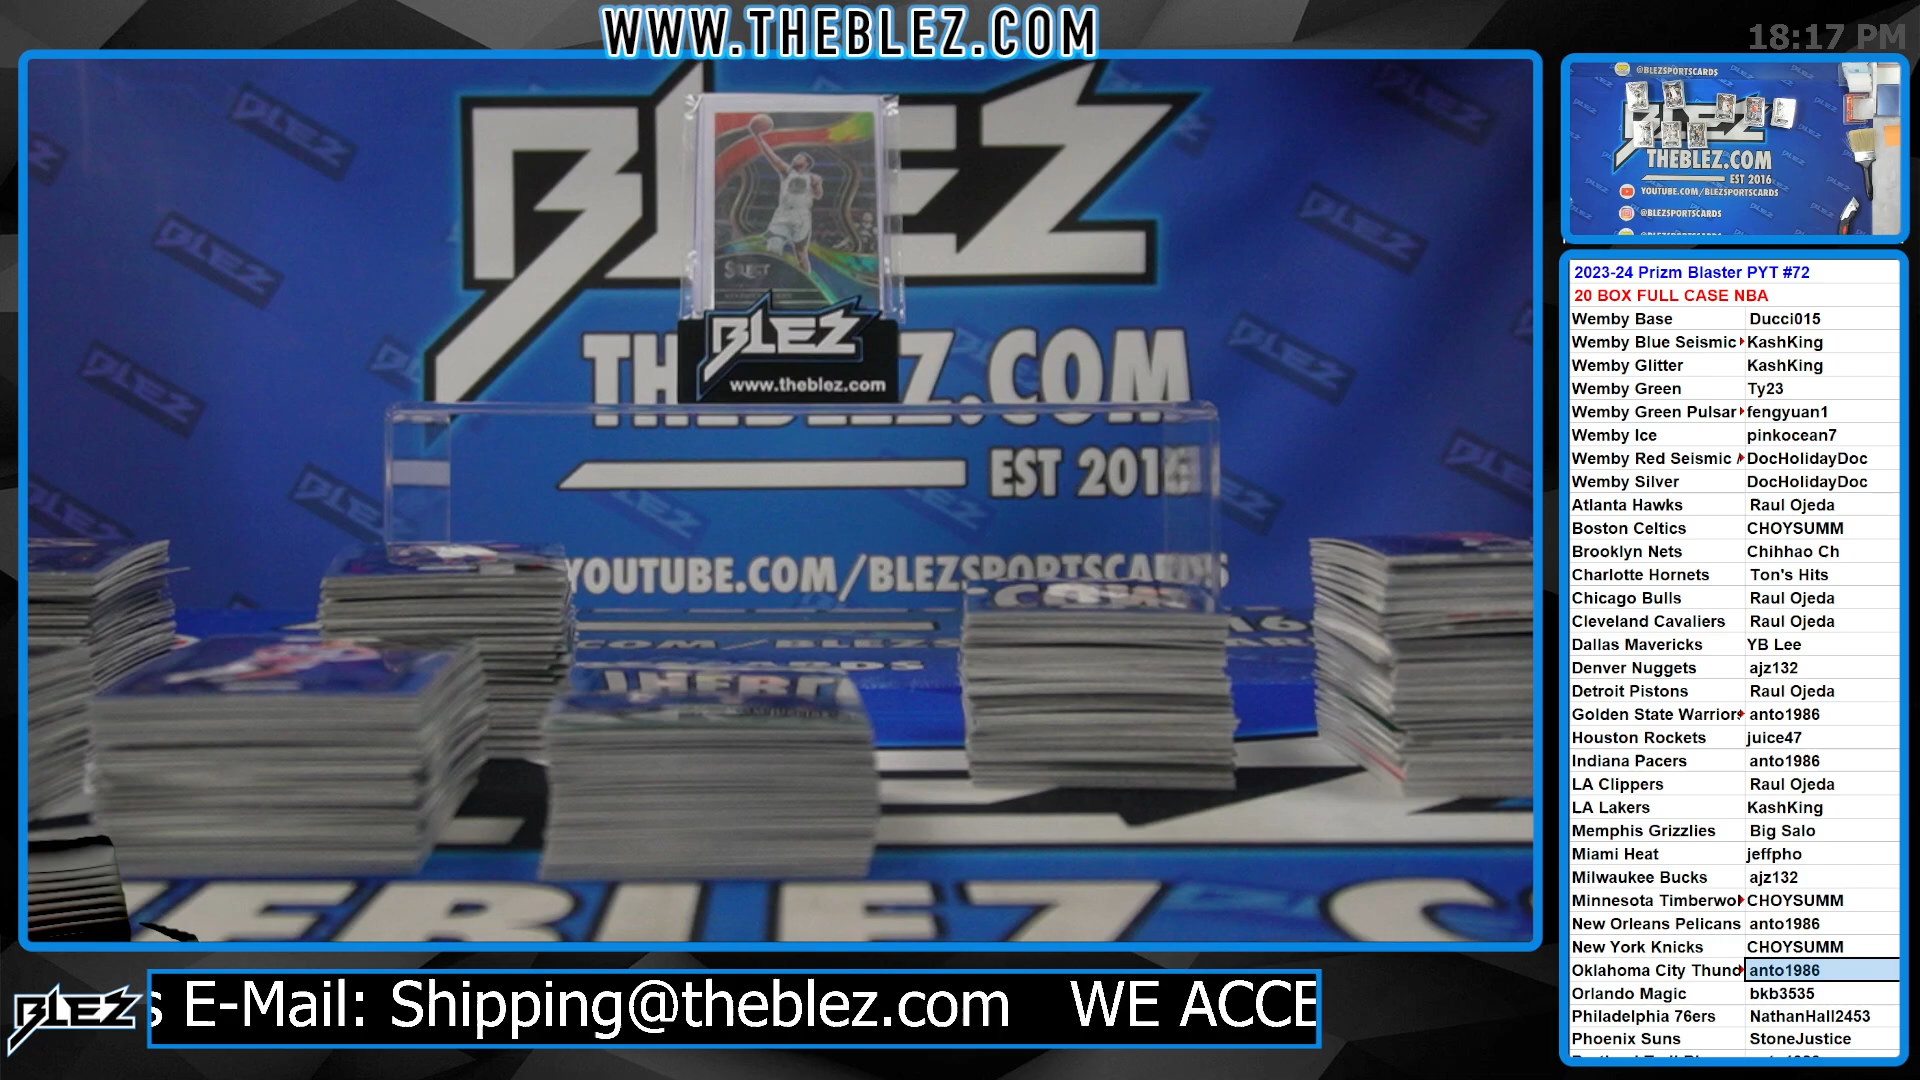 WWW.THEBLEZ.COM
18:17 PM
BLEZ
SELECT
BLEZ
www.theblez.com
THEBLEZ.COM
EST 2016
YOUTUBE.COM/BLEZSPORTSCARDS
@BLEZSPORTSCARDS
THEBLEZ.COM
EST 2016
YOUTUBE.COM/BLEZSPORTSCARDS
@BLEZSPORTSCARDS
2023-24 Prizm Blaster PYT #72
20 BOX FULL CASE NBA
Wemby Base Ducci015
Wemby Blue Seismic KashKing
Wemby Glitter KashKing
Wemby Green Ty23
Wemby Green Pulsar fengyuan1
Wemby Ice pinkocean7
Wemby Red Seismic / DocHolidayDoc
Wemby Silver DocHolidayDoc
Atlanta Hawks Raul Ojeda
Boston Celtics CHOYSUMM
Brooklyn Nets Chihhao Ch
Charlotte Hornets Ton's Hits
Chicago Bulls Raul Ojeda
Cleveland Cavaliers Raul Ojeda
Dallas Mavericks YB Lee
Denver Nuggets ajz132
Detroit Pistons Raul Ojeda
Golden State Warriors anto1986
Houston Rockets juice47
Indiana Pacers anto1986
LA Clippers Raul Ojeda
LA Lakers KashKing
Memphis Grizzlies Big Salo
Miami Heat jeffpho
Milwaukee Bucks ajz132
Minnesota Timberwol CHOYSUMM
New Orleans Pelicans anto1986
New York Knicks CHOYSUMM
Oklahoma City Thund anto1986
Orlando Magic bkb3535
Philadelphia 76ers NathanHall2453
Phoenix Suns StoneJustice
BLEZ
s E-Mail: Shipping@theblez.com WE ACCE